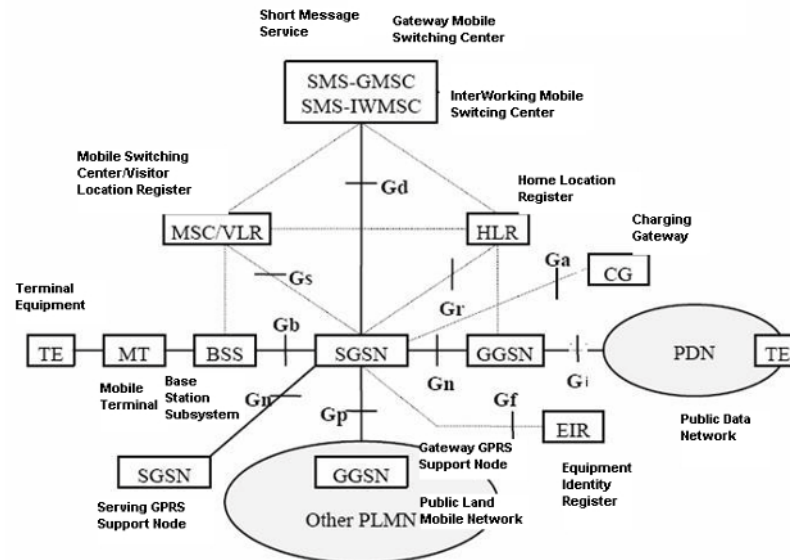 Short Message
Service
Gateway Mobile
Switching Center
SMS-GMSC
SMS-IWMSC
InterWorking Mobile
Switcing Center
Mobile Switching
Center/Visitor
Location Register
Gd
Home Location
Register
Charging
Gateway
MSC/VLR
HLR
Ga
CG
Gs
Gr
Terminal
Equipment
Gb
TE
MT
BSS
SGSN
Gn
GGSN
Gi
PDN
TE
Mobile
Terminal
Base
Station
Subsystem
Gn
Gp
Gf
EIR
Public Data
Network
Gateway GPRS
Support Node
Equipment
Identity
Register
SGSN
GGSN
Serving GPRS
Support Node
Other PLMN
Public Land
Mobile Network